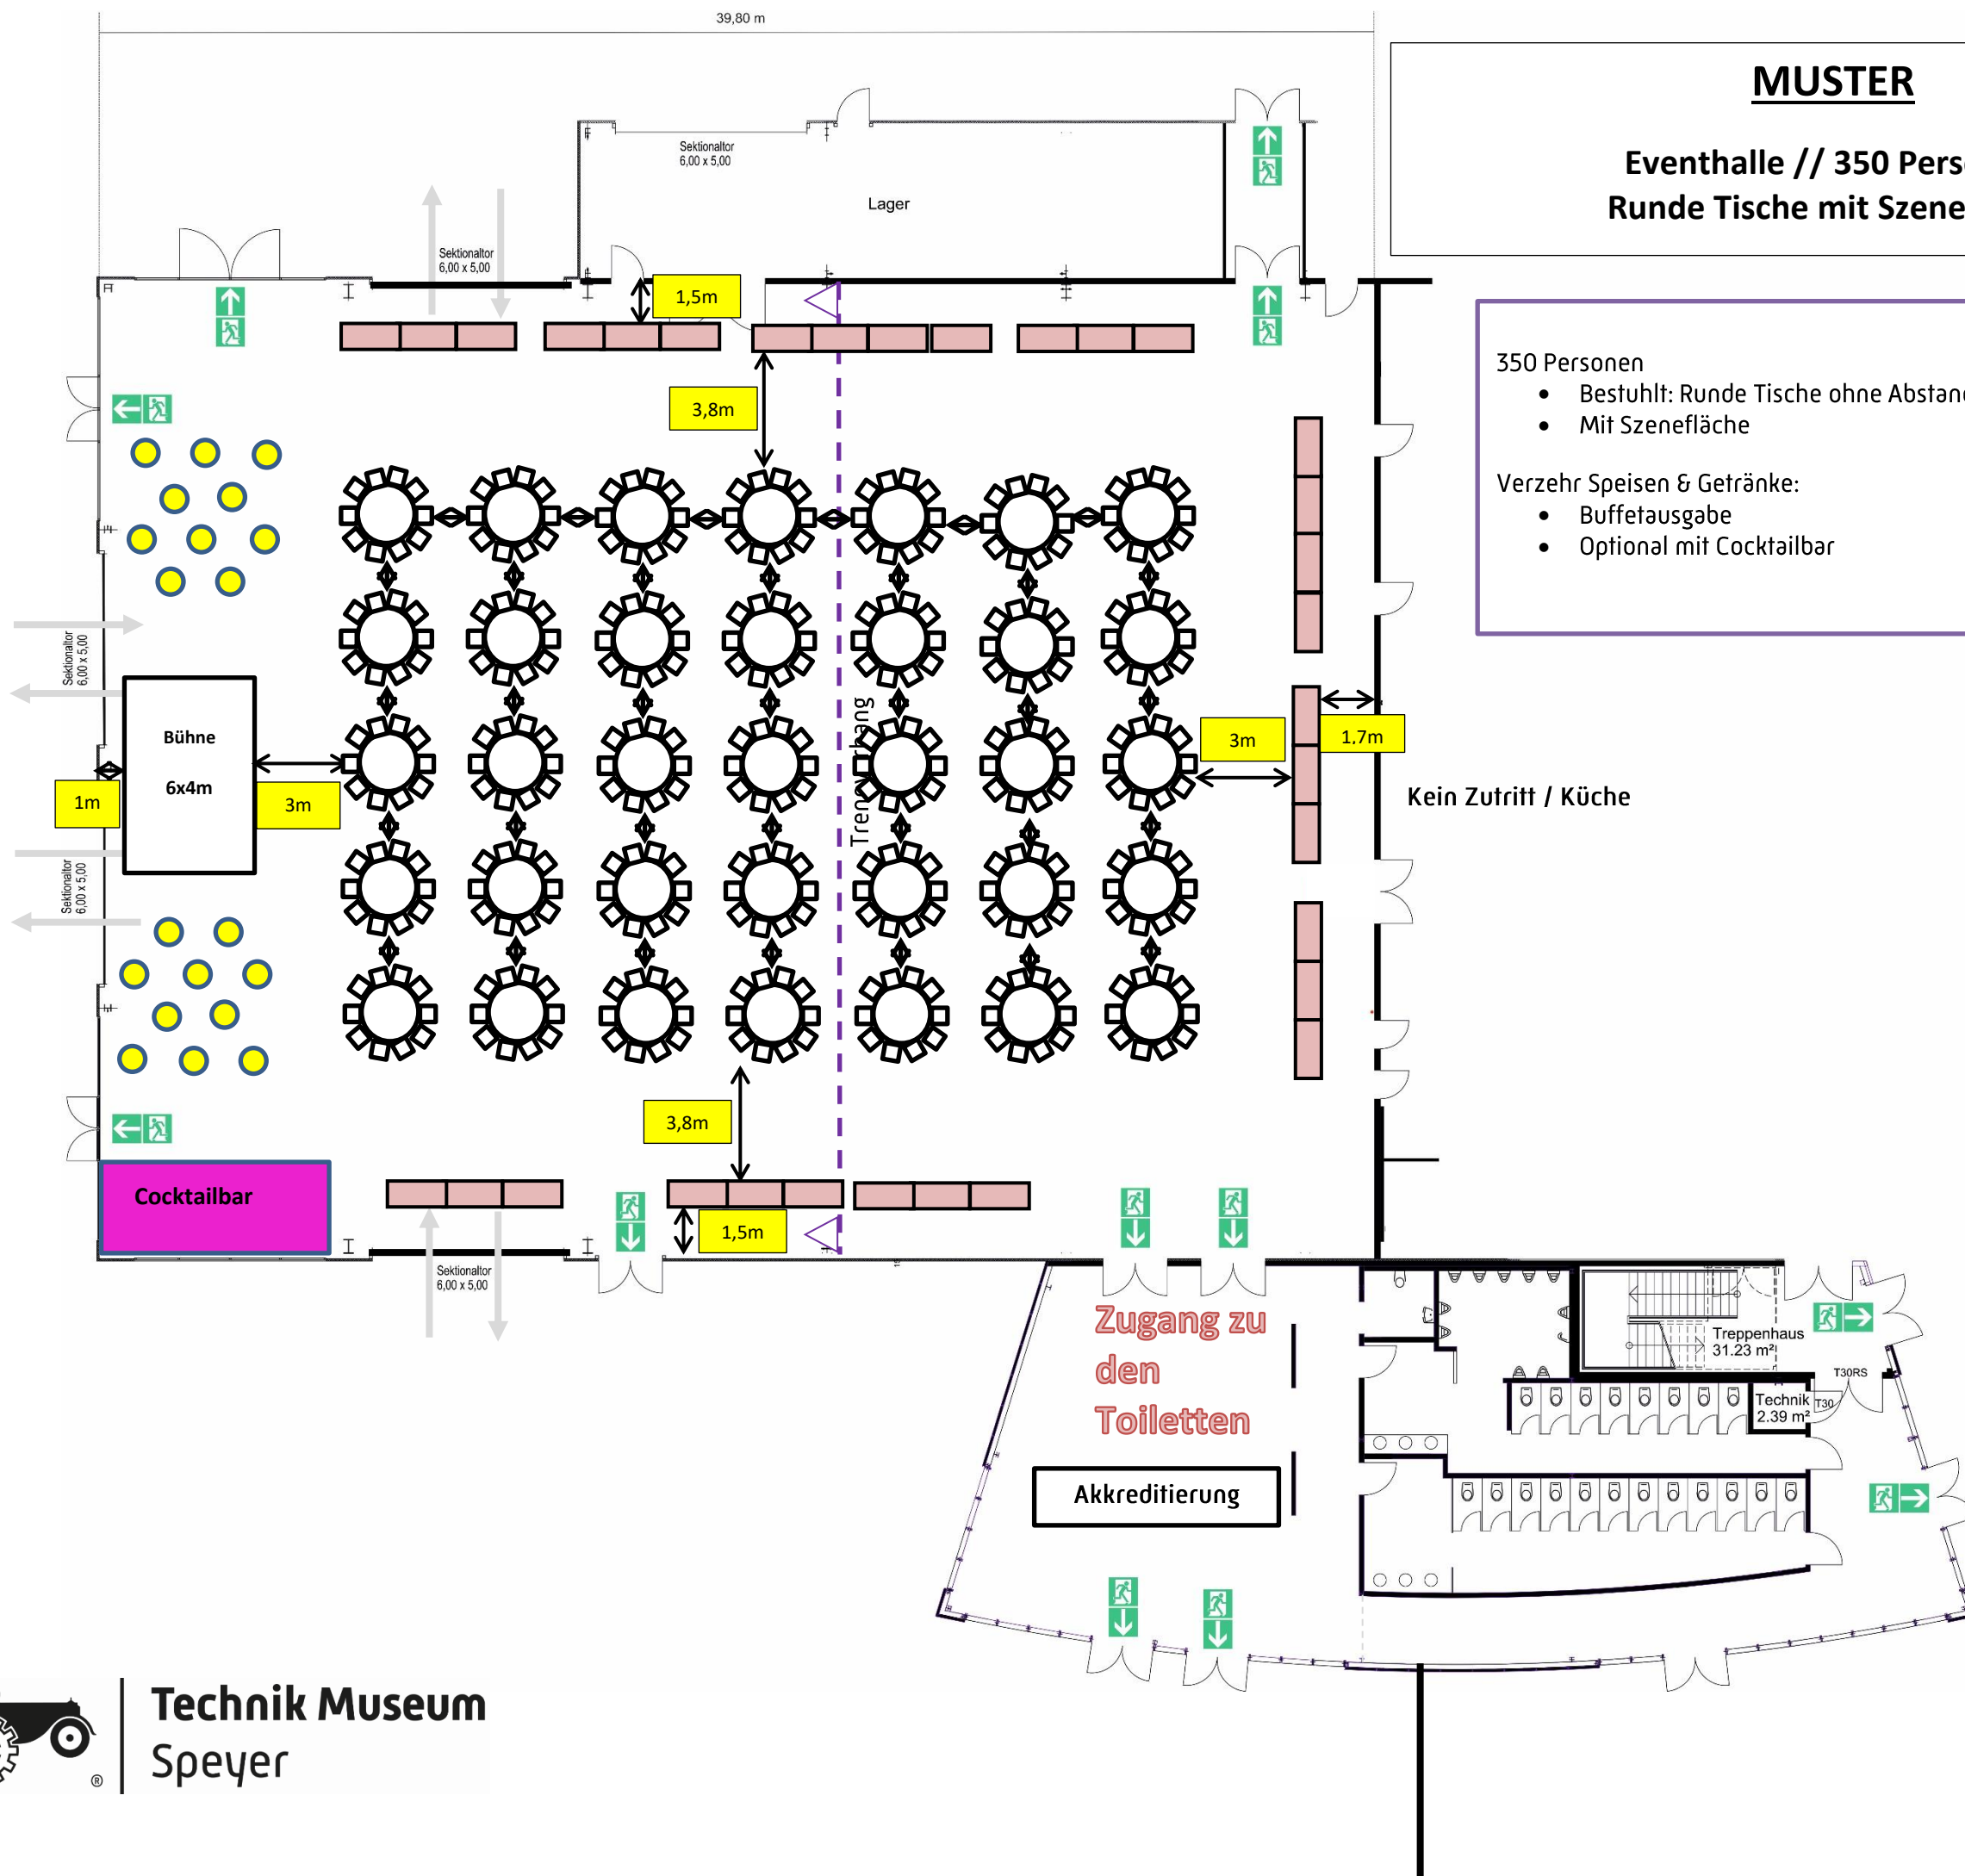 39,80 m
MUSTER
Eventhalle // 350
Runde Tische mit
Sektionaltor
6,00 x 5,00
Lager
Sektionaltor
6,00 x 5,00
1,5m
350 Personen
• Bestuhlt: Runde Tische ohne
• Mit Szenefläche
Verzehr Speisen & Getränke:
• Buffetausgabe
• Optional mit Cocktailbar
3,8m
Sektionaltor
6,00 x 5,00
Trennvorhang
Bühne
6x4m
1m
3m
3m
1,7m
Kein Zutritt / Küche
Sektionaltor
6,00 x 5,00
3,8m
Cocktailbar
1,5m
Sektionaltor
6,00 x 5,00
Zugang zu
den
Toiletten
Akkreditierung
Treppenhaus
31.23 m²
T30RS
Technik
2.39 m²
T30
Technik Museum
Speyer
®